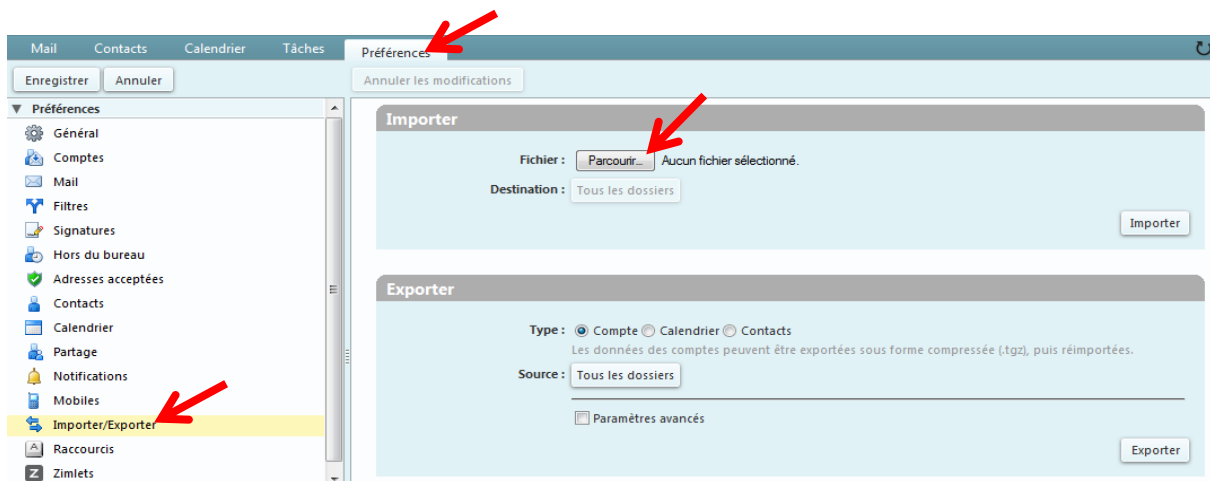 Mail Contacts Calendrier Tâches Préférences
Enregistrer Annuler Annuler les modifications
Préférences
Général
Comptes
Mail
Filtres
Signatures
Hors du bureau
Adresses acceptées
Contacts
Calendrier
Partage
Notifications
Mobiles
Importer/Exporter
A Raccourcis
Z Zimlets
Importer
Fichier : Parcourir... Aucun fichier sélectionné.
Destination : Tous les dossiers
Importer
Exporter
Type : Compte Calendrier Contacts
Les données des comptes peuvent être exportées sous forme compressée (.tgz), puis réimportées.
Source : Tous les dossiers
Paramètres avancés
Exporter